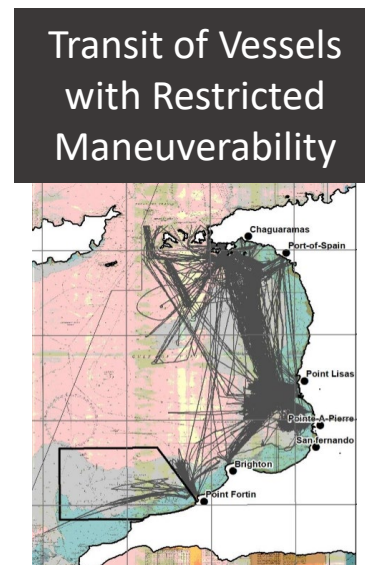 Transit of Vessels
with Restricted
Maneuverability
Chaguaramas
Port-of-Spain
Point Lisas
Pointe-A-Pierre
San-fernando
Brighton
Point Fortin